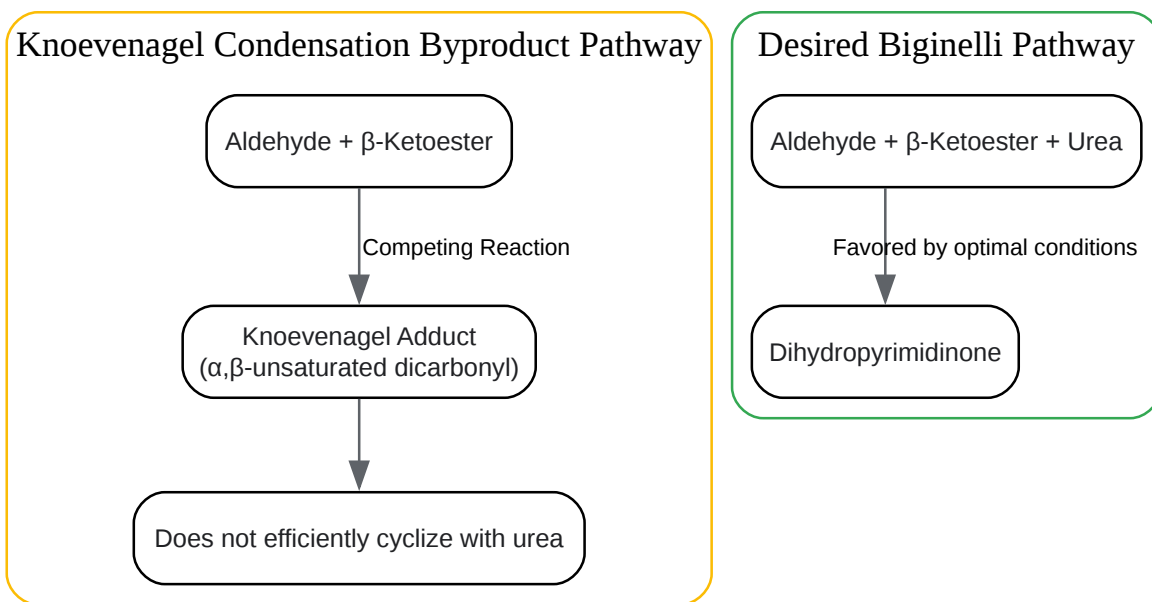 Knoevenagel Condensation Byproduct Pathway
Aldehyde + β-Ketoester
Competing Reaction
Knoevenagel Adduct
(α,β-unsaturated dicarbonyl)
Does not efficiently cyclize with urea
Desired Biginelli Pathway
Aldehyde + β-Ketoester + Urea
Favored by optimal conditions
Dihydropyrimidinone